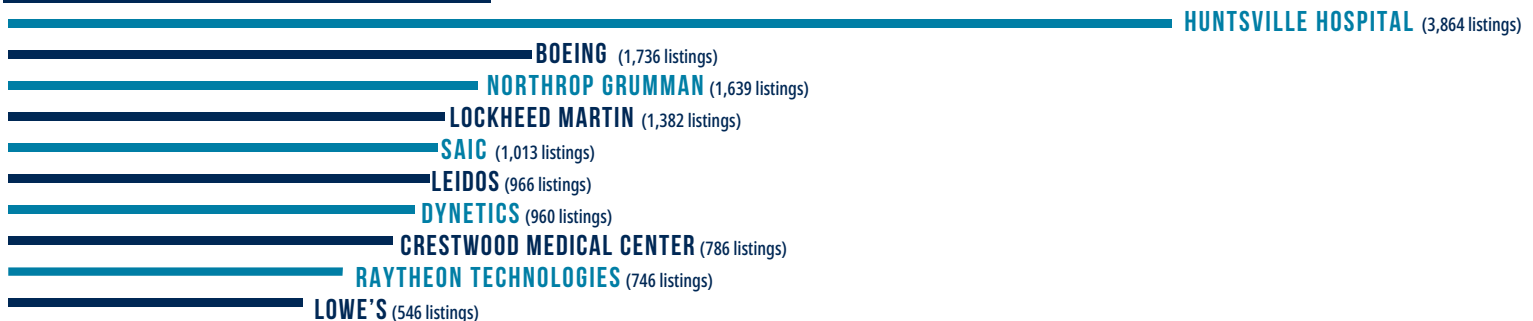 HUNTSVILLE HOSPITAL (3,864 listings)
BOEING (1,736 listings)
NORTHROP GRUMMAN (1,639 listings)
LOCKHEED MARTIN (1,382 listings)
SAIC (1,013 listings)
LEIDOS (966 listings)
DYNETICS (960 listings)
CRESTWOOD MEDICAL CENTER (786 listings)
RAYTHEON TECHNOLOGIES (746 listings)
LOWE'S (546 listings)